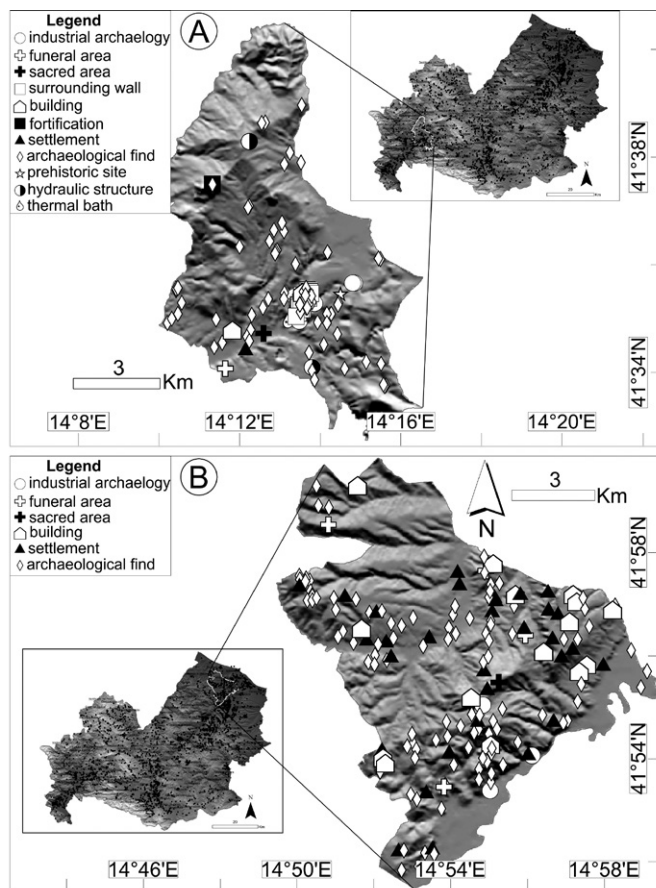 Legend
industrial archaelogy
funeral area
sacred area
surrounding wall
building
fortification
settlement
archaeological find
prehistoric site
hydraulic structure
thermal bath
A
N
41°38'N
41°34'N
3
Km
14°8'E
14°12'E
14°16'E
14°20'E
B
Legend
industrial archaelogy
funeral area
sacred area
building
settlement
archaeological find
3
Km
N
41°58'N
41°54'N
N
14°46'E
14°50'E
14°54'E
14°58'E